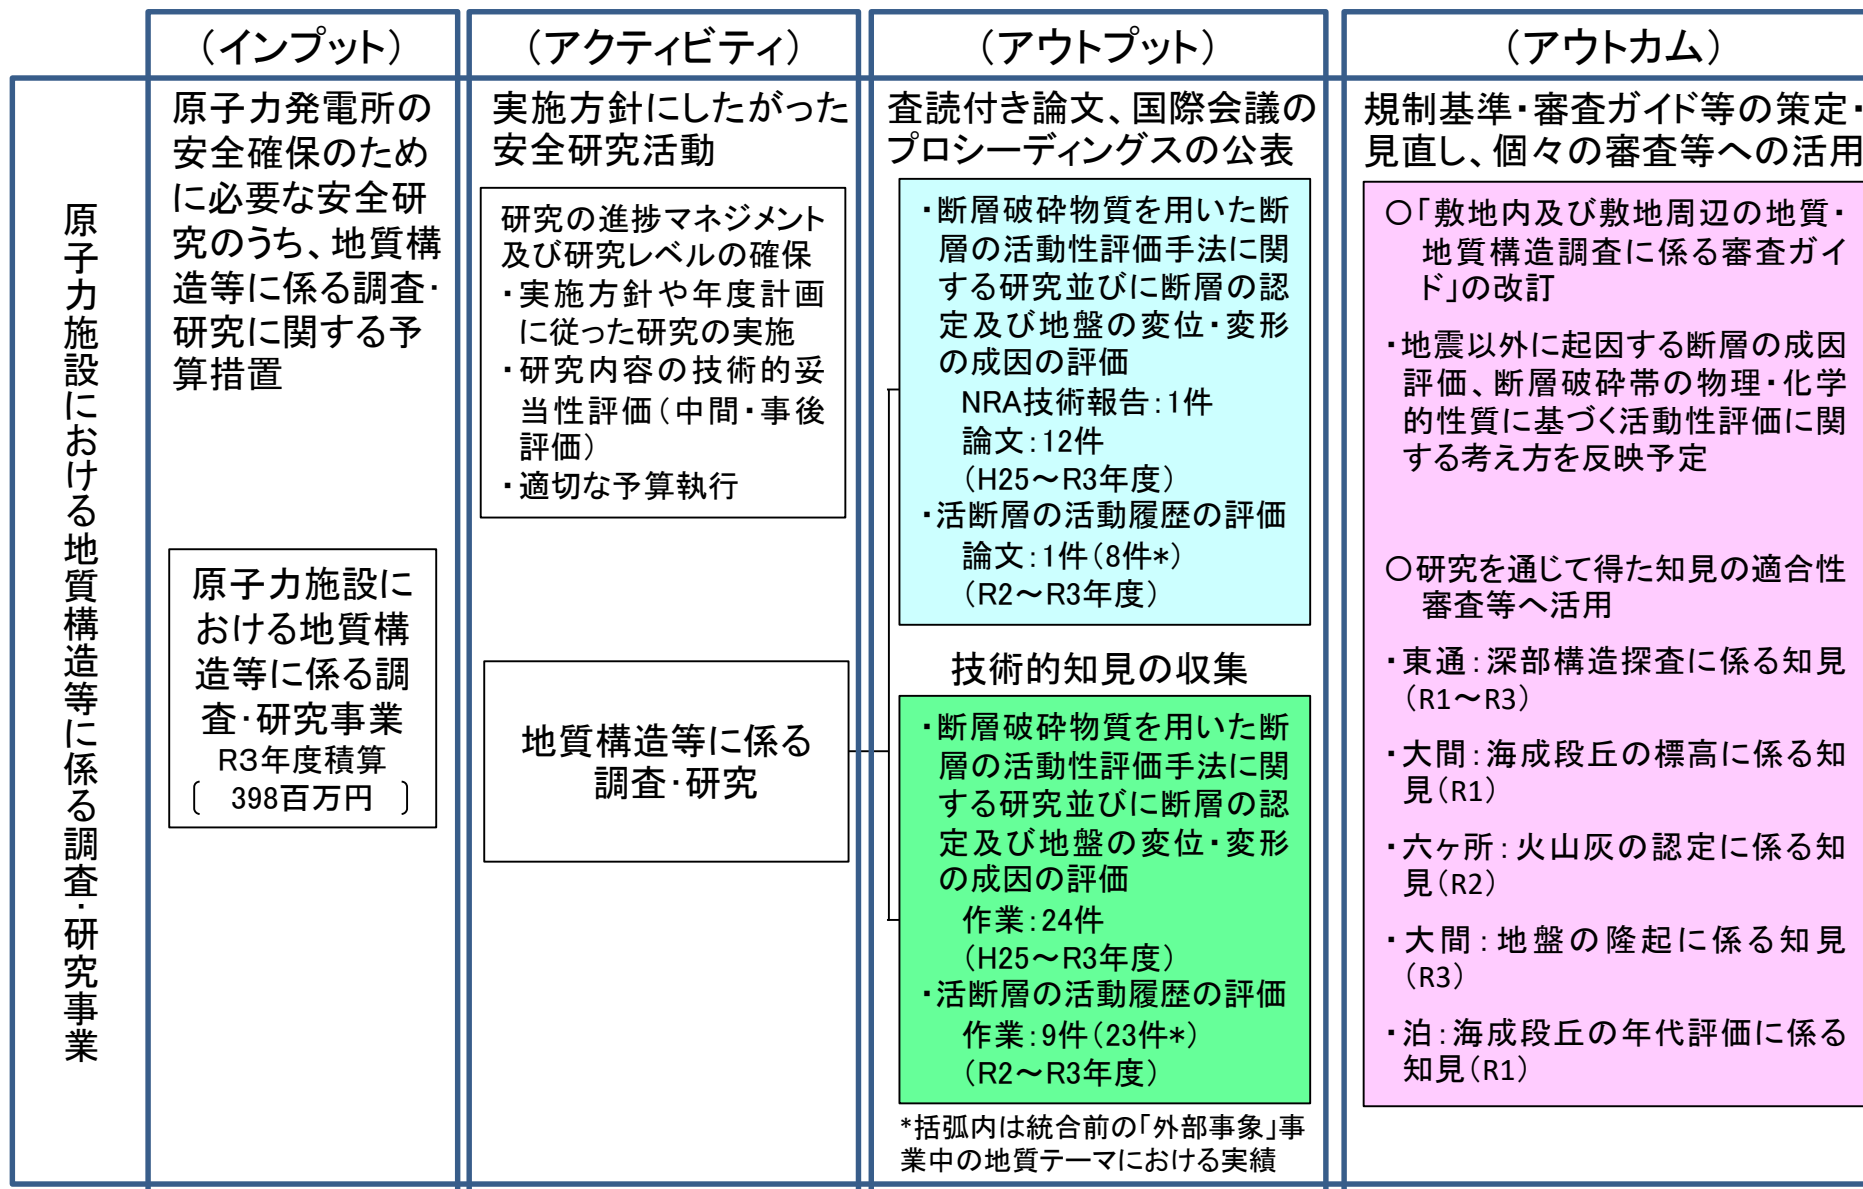 原子力施設における地質構造等に係る調査・研究事業
（インプット）
原子力発電所の
安全確保のため
に必要な安全研
究のうち、地質構
造等に係る調査・
研究に関する予
算措置
原子力施設に
おける地質構
造等に係る調
査・研究事業
R3年度積算
〔 398百万円 〕
（アクティビティ）
実施方針にしたがった
安全研究活動
研究の進捗マネジメント
及び研究レベルの確保
・実施方針や年度計画
に従った研究の実施
・研究内容の技術的妥
当性評価（中間・事後
評価）
・適切な予算執行
地質構造等に係る
調査・研究
（アウトプット）
査読付き論文、国際会議の
プロシーディングスの公表
・断層破砕物質を用いた断
層の活動性評価手法に関
する研究並びに断層の認
定及び地盤の変位・変形
の成因の評価
NRA技術報告：1件
論文：12件
（H25～R3年度）
・活断層の活動履歴の評価
論文：1件（8件*）
（R2～R3年度）
技術的知見の収集
・断層破砕物質を用いた断
層の活動性評価手法に関
する研究並びに断層の認
定及び地盤の変位・変形
の成因の評価
作業：24件
（H25～R3年度）
・活断層の活動履歴の評価
作業：9件（23件*）
（R2～R3年度）
*括弧内は統合前の「外部事象」事
業中の地質テーマにおける実績
（アウトカム）
規制基準・審査ガイド等の策定・
見直し、個々の審査等への活用
○「敷地内及び敷地周辺の地質・
地質構造調査に係る審査ガイ
ド」の改訂
・地震以外に起因する断層の成因
評価、断層破砕帯の物理・化学
的性質に基づく活動性評価に関
する考え方を反映予定
○研究を通じて得た知見の適合性
審査等へ活用
・東通：深部構造探査に係る知見
（R1～R3）
・大間：海成段丘の標高に係る知
見（R1）
・六ヶ所：火山灰の認定に係る知
見（R2）
・大間：地盤の隆起に係る知見
（R3）
・泊：海成段丘の年代評価に係る
知見（R1）